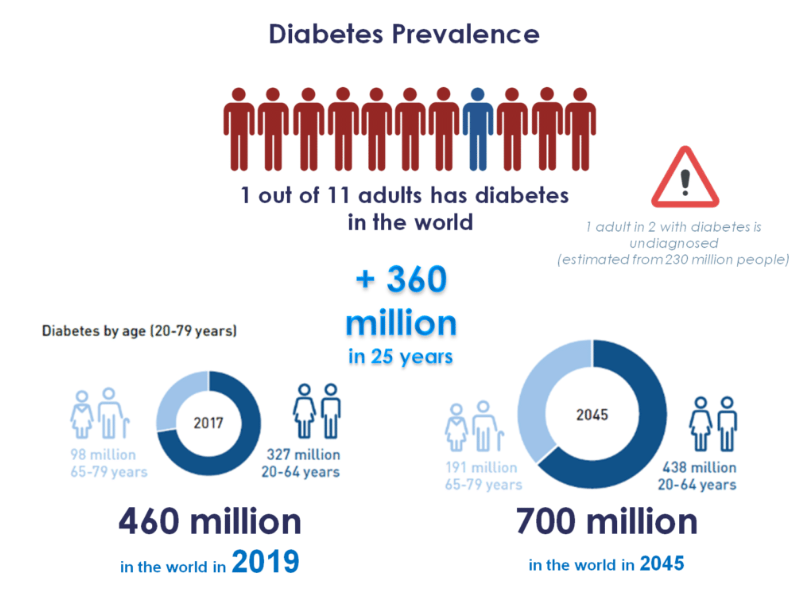 Diabetes Prevalence
1 out of 11 adults has diabetes
in the world
1 adult in 2 with diabetes is
undiagnosed
(estimated from 230 million people)
+ 360
million
in 25 years
Diabetes by age (20-79 years)
2017
98 million
65-79 years
327 million
20-64 years
460 million
in the world in 2019
2045
191 million
65-79 years
438 million
20-64 years
700 million
in the world in 2045